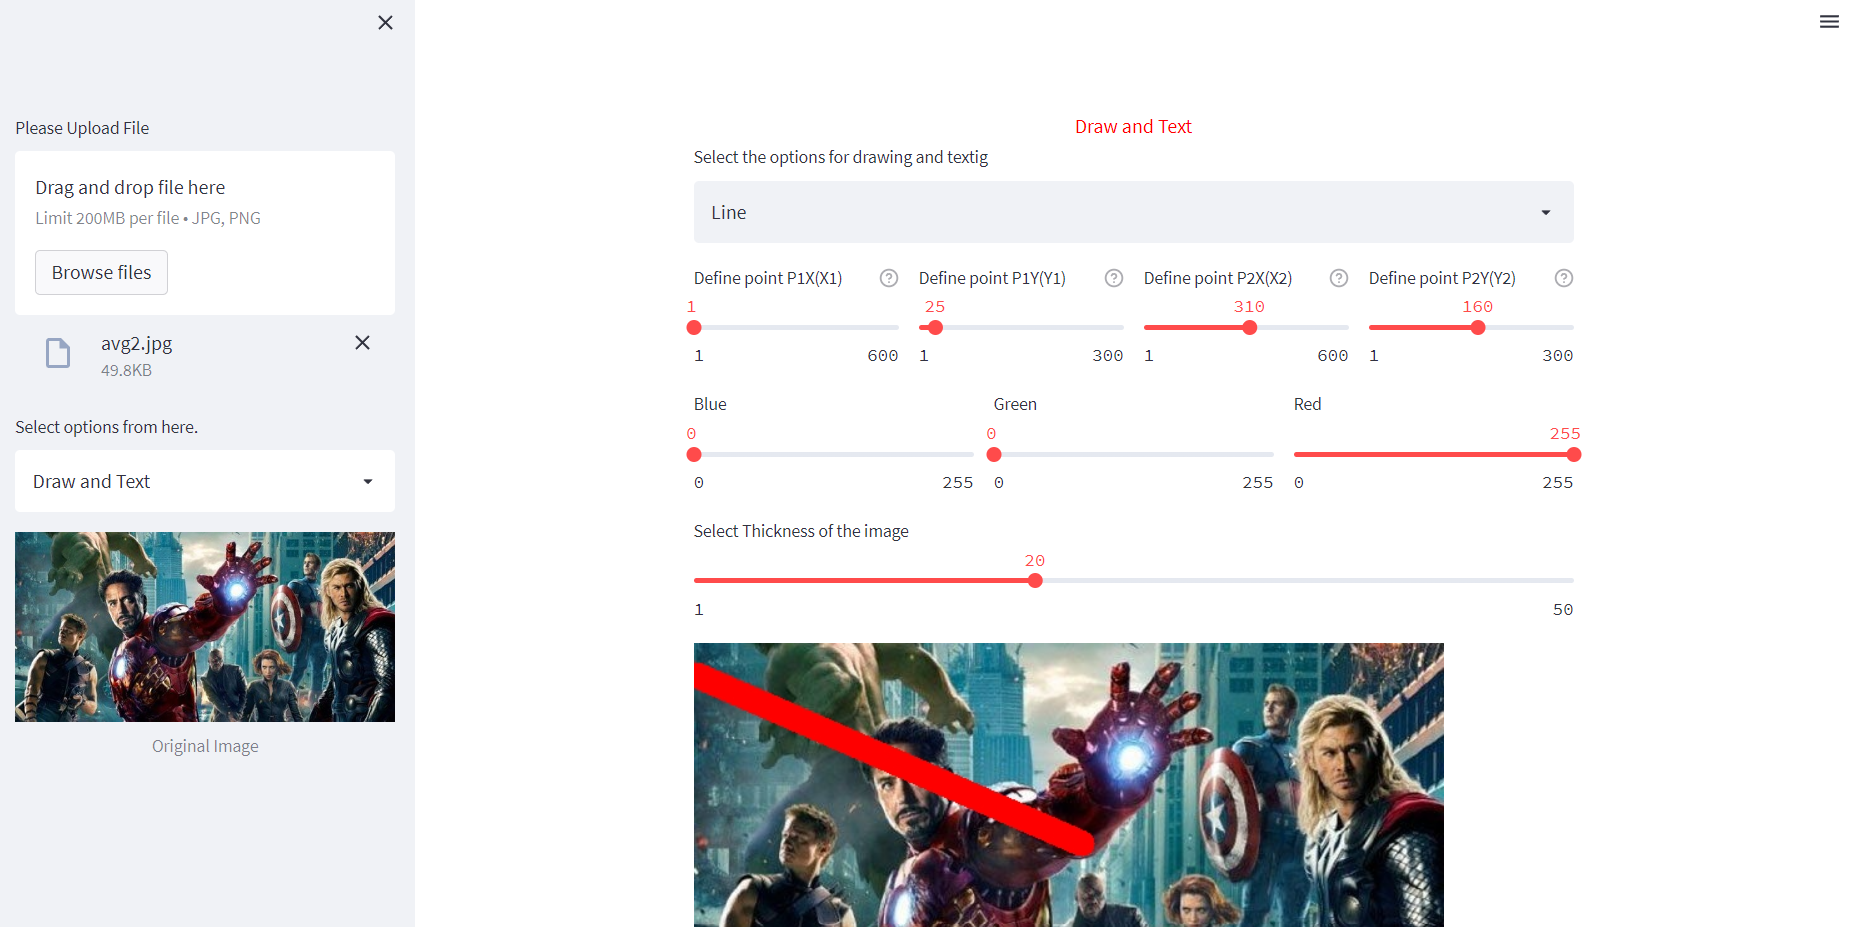 Please Upload File
Drag and drop file here
Limit 200MB per file • JPG, PNG
Browse files
avg2.jpg
49.8KB
Select options from here.
Draw and Text
Original Image
Draw and Text
Select the options for drawing and textig
Line
Define point P1X(X1) Define point P1Y(Y1) Define point P2X(X2) Define point P2Y(Y2)
1 25 310 160
1 600 1 300 1 600 1 300
Blue Green Red
0 0 255
0 255 0 255 0 255
Select Thickness of the image
20
1 50